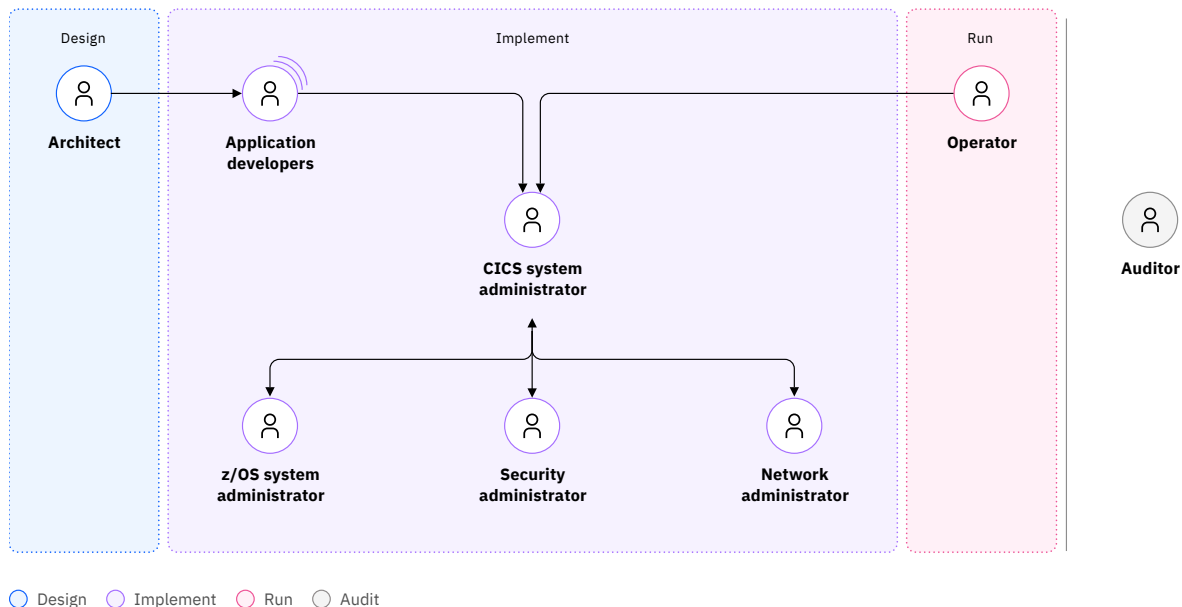 Design
Implement
Run
Architect
Application
developers
Operator
CICS system
administrator
Auditor
z/OS system
administrator
Security
administrator
Network
administrator
Design
Implement
Run
Audit